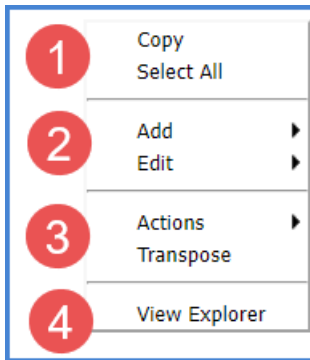 1
Copy
Select All
2
Add
Edit
3
Actions
Transpose
4
View Explorer